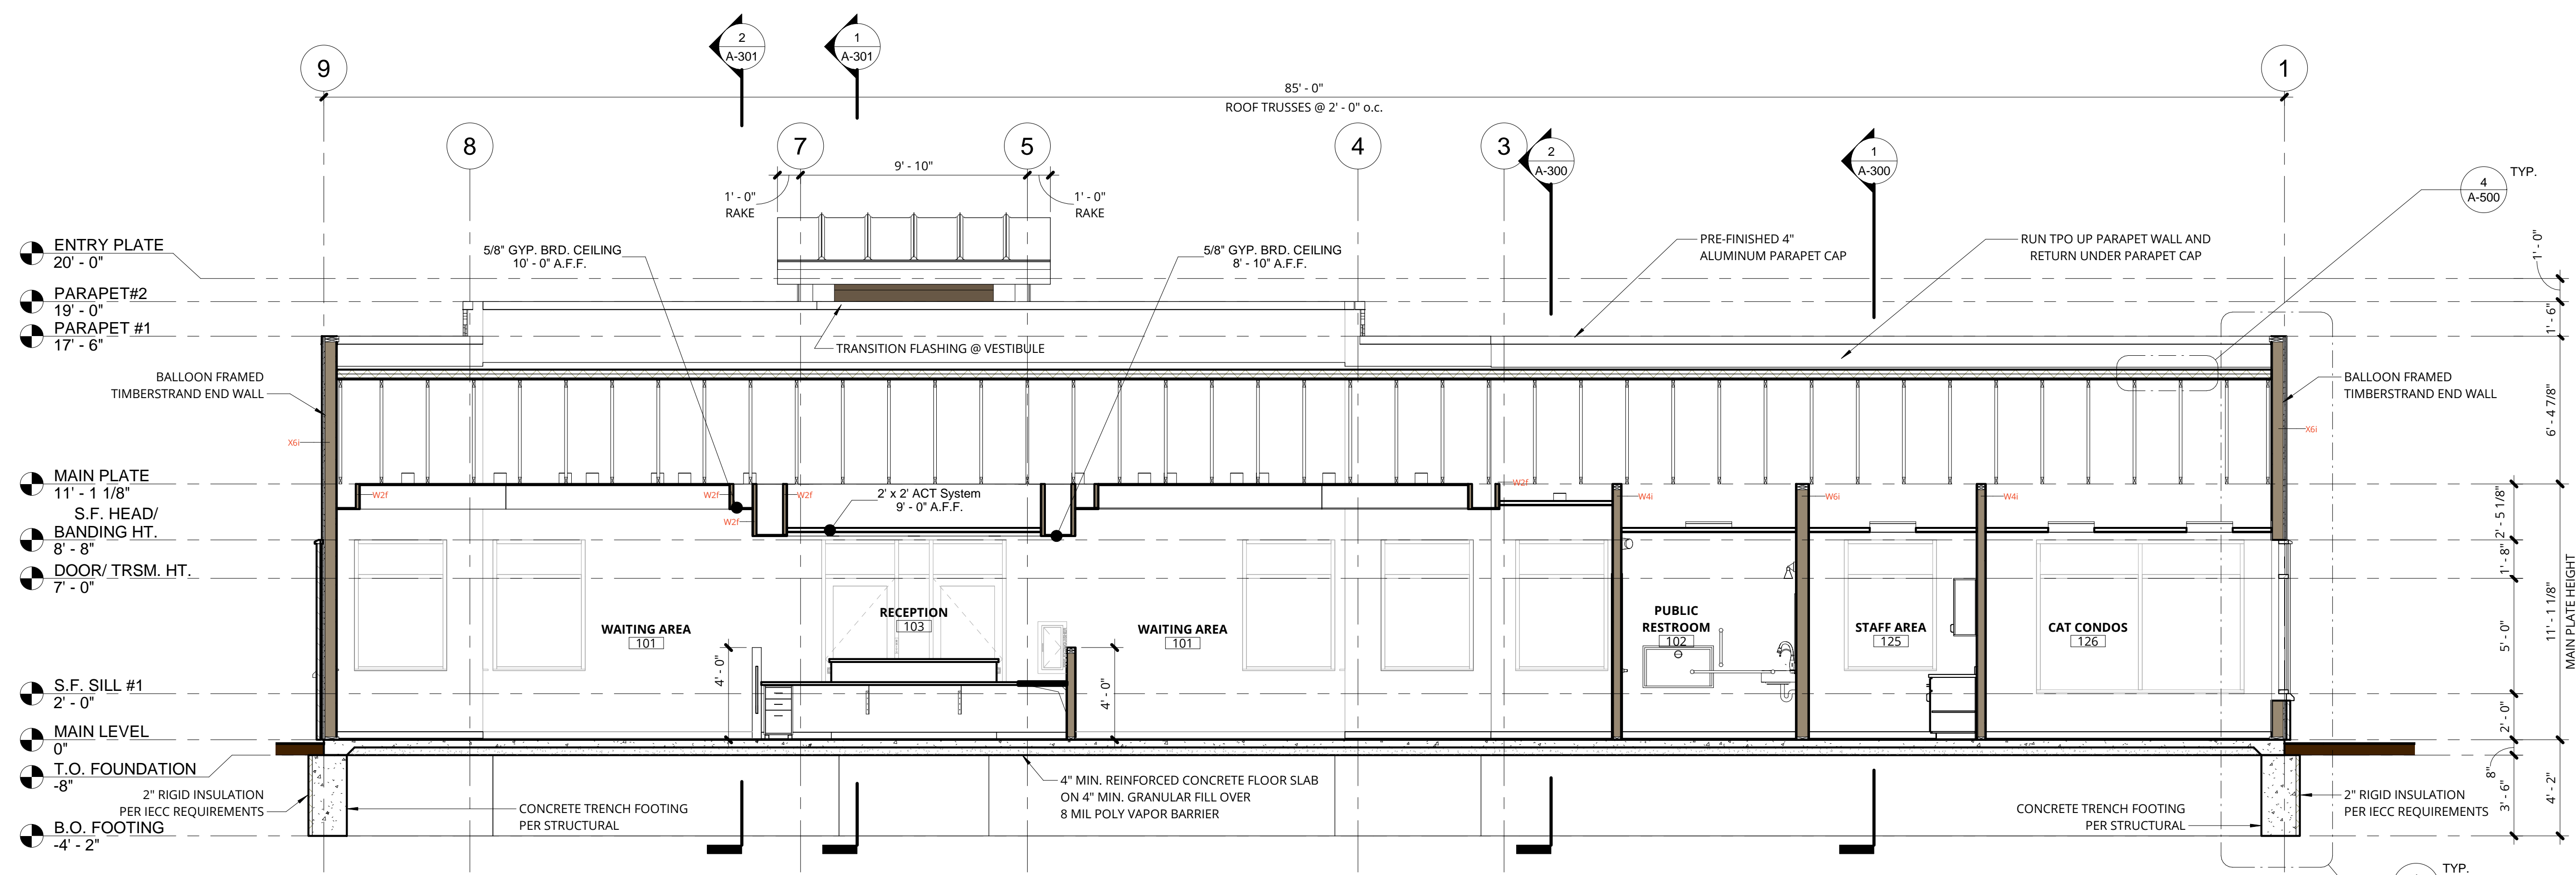 2
A-301
1
A-301
9
1
85' - 0"
ROOF TRUSSES @ 2' - 0" o.c.
8
7
5
4
3
2
A-300
1
A-300
9' - 10"
1' - 0"
RAKE
1' - 0"
RAKE
TYP.
4
A-500
ENTRY PLATE
20' - 0"
PARAPET#2
19' - 0"
PARAPET #1
17' - 6"
5/8" GYP. BRD. CEILING
10' - 0" A.F.F.
5/8" GYP. BRD. CEILING
8' - 10" A.F.F.
PRE-FINISHED 4"
ALUMINUM PARAPET CAP
RUN TPO UP PARAPET WALL AND
RETURN UNDER PARAPET CAP
1' - 0"
1' - 6"
TRANSITION FLASHING @ VESTIBULE
BALLOON FRAMED
TIMBERSTRAND END WALL
BALLOON FRAMED
TIMBERSTRAND END WALL
6' - 4 7/8"
X6i
X6i
MAIN PLATE
11' - 1 1/8"
S.F. HEAD/
BANDING HT.
8' - 8"
DOOR/ TRSM. HT.
7' - 0"
W2f
W2f
W2f
W2f
2' x 2' ACT System
9' - 0" A.F.F.
W2f
W4i
W6i
W4i
2' - 5 1/8"
1' - 8"
5' - 0"
2' - 0"
11' - 1 1/8"
MAIN PLATE HEIGHT
WAITING AREA
101
RECEPTION
103
WAITING AREA
101
PUBLIC
RESTROOM
102
STAFF AREA
125
CAT CONDOS
126
4' - 0"
4' - 0"
S.F. SILL #1
2' - 0"
MAIN LEVEL
0"
T.O. FOUNDATION
-8"
2" RIGID INSULATION
PER IECC REQUIREMENTS
B.O. FOOTING
-4' - 2"
CONCRETE TRENCH FOOTING
PER STRUCTURAL
4" MIN. REINFORCED CONCRETE FLOOR SLAB
ON 4" MIN. GRANULAR FILL OVER
8 MIL POLY VAPOR BARRIER
CONCRETE TRENCH FOOTING
PER STRUCTURAL
2" RIGID INSULATION
PER IECC REQUIREMENTS
8"
3' - 6"
4' - 2"
TYP.